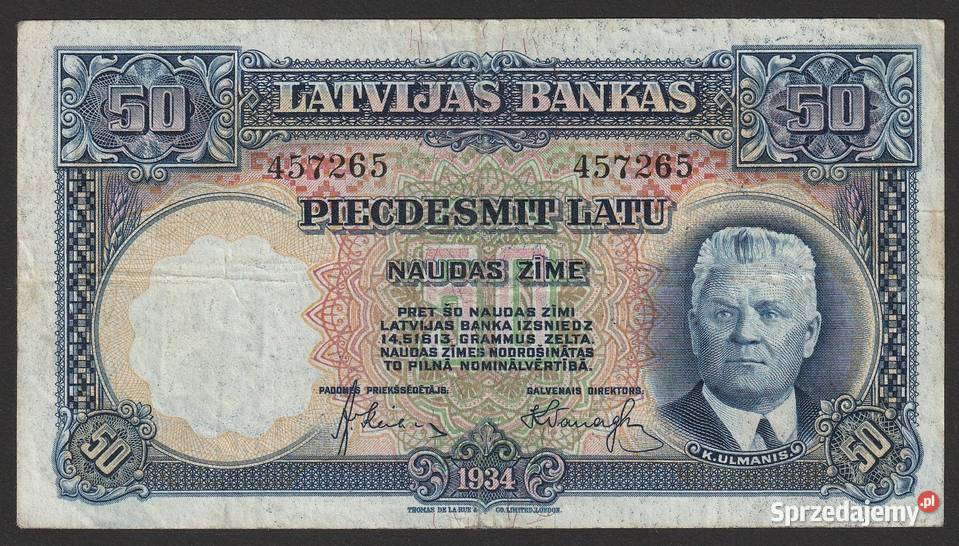 50 LATVIJAS BANKAS 50
457265 457265
PIECDESMIT LATU
50
NAUDAS ZĪME
PRET ŠO NAUDAS ZĪMI
LATVIJAS BANKA IZSNIEDZ
14,51613 GRAMMUS ZELTA.
NAUDAS ZĪMES NODROŠINĀTAS
TO PILNĀ NOMINĀLVĒRTĪBĀ.
PADOMES PRIEKŠSĒDĒTĀJS: GALVENAIS DIREKTORS:
K. ULMANIS.
50 1934 50
THOMAS DE LA RUE & CO. LIMITED, LONDON.
Sprzedajemy.pl